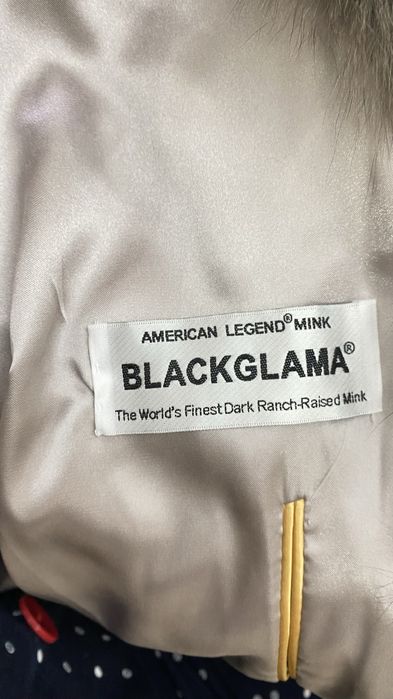 AMERICAN LEGEND® MINK
BLACKGLAMA®
The World's Finest Dark Ranch-Raised Mink